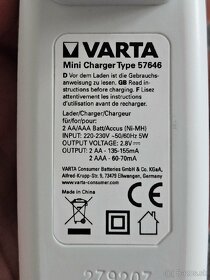 VARTA
Mini Charger Type 57646
D Vor dem Laden ist die Gebrauchs-
anweisung zu lesen. GB Read
instructions before charging. F Lisez
attentivement les instructions
d'utilisation avant de recharger.
Lader/Charger/Chargeur
für/for/pour:
2 AA/AAA Batt/Accus (Ni-MH)
INPUT: 220-230V ~50/60Hz 5W
OUTPUT VOLTAGE: 2.8V
OUTPUT: 2 AA - 135-155mA
2 AAA - 60-70mA
VARTA Consumer Batteries GmbH & Co. KGaA,
Alfred-Krupp-Str. 9, 73479 Ellwangen, Germany
www.varta-consumer.com
Made in China